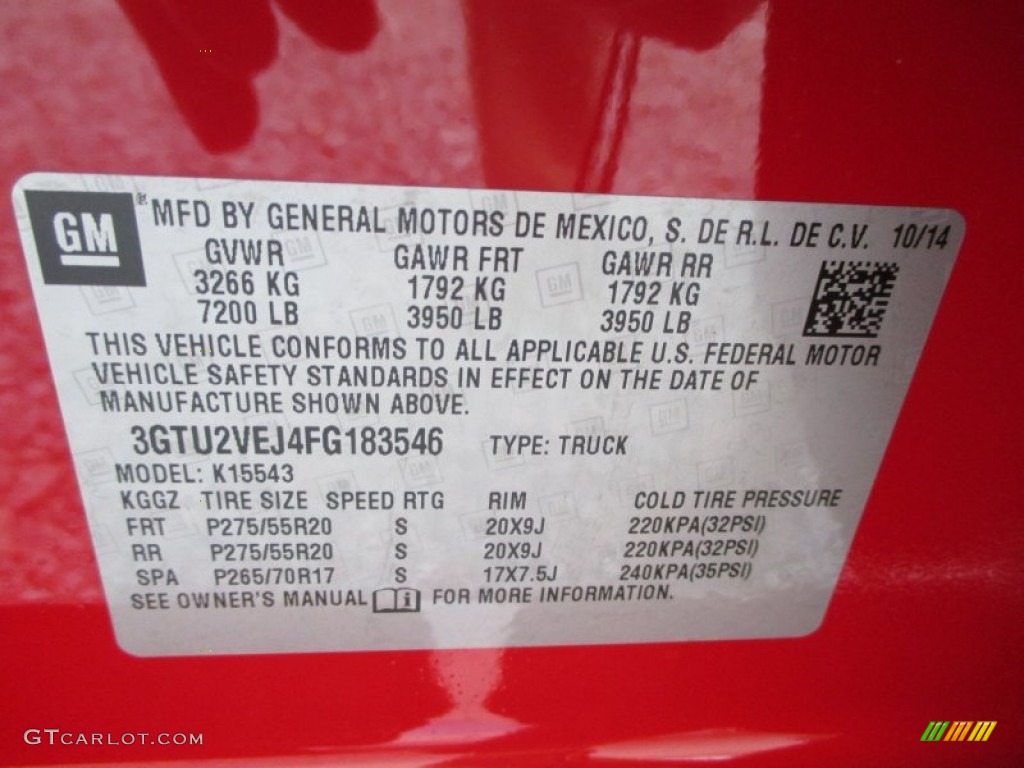 GM® MFD BY GENERAL MOTORS DE MEXICO, S. DE R.L. DE C.V. 10/14
GVWR GAWR FRT GAWR RR
3266 KG 1792 KG 1792 KG
7200 LB 3950 LB 3950 LB
THIS VEHICLE CONFORMS TO ALL APPLICABLE U.S. FEDERAL MOTOR
VEHICLE SAFETY STANDARDS IN EFFECT ON THE DATE OF
MANUFACTURE SHOWN ABOVE.
3GTU2VEJ4FG183546 TYPE: TRUCK
MODEL: K15543
KGGZ TIRE SIZE SPEED RTG RIM COLD TIRE PRESSURE
FRT P275/55R20 S 20X9J 220KPA(32PSI)
RR P275/55R20 S 20X9J 220KPA(32PSI)
SPA P265/70R17 S 17X7.5J 240KPA(35PSI)
SEE OWNER'S MANUAL FOR MORE INFORMATION.
GTCARLOT.COM